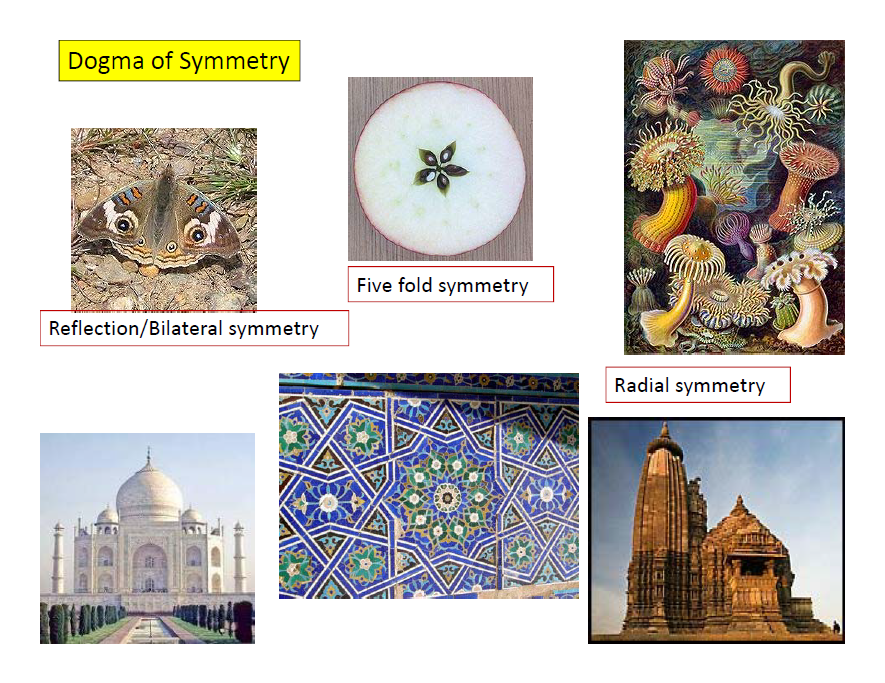 Dogma of Symmetry
Five fold symmetry
Reflection/Bilateral symmetry
Radial symmetry